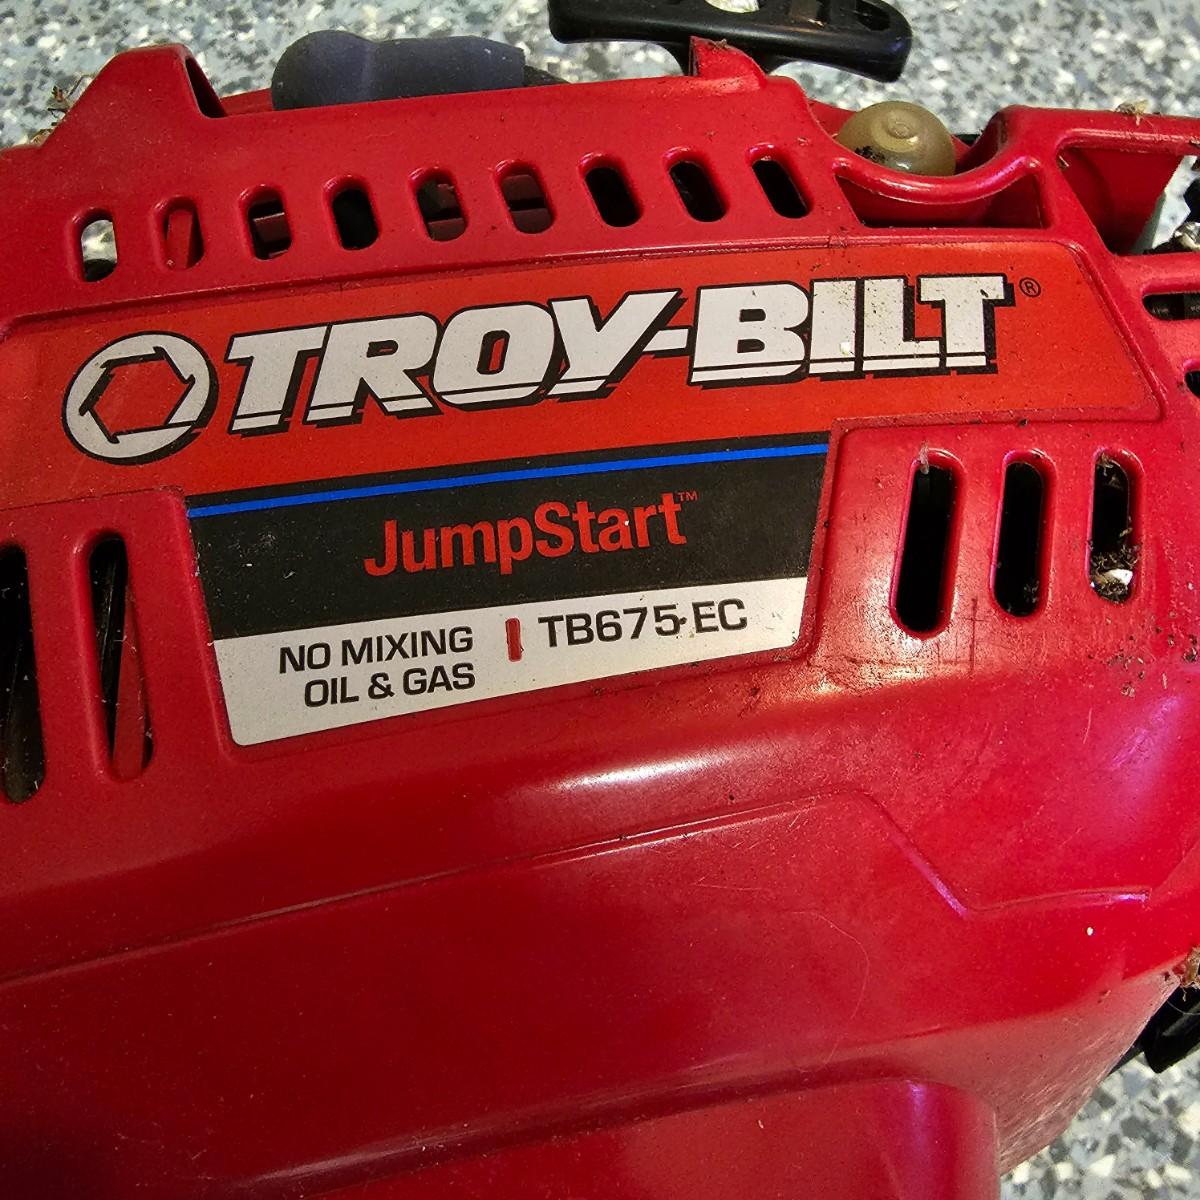 TROY-BILT®
JumpStart™
NO MIXING
OIL & GAS
TB675 EC